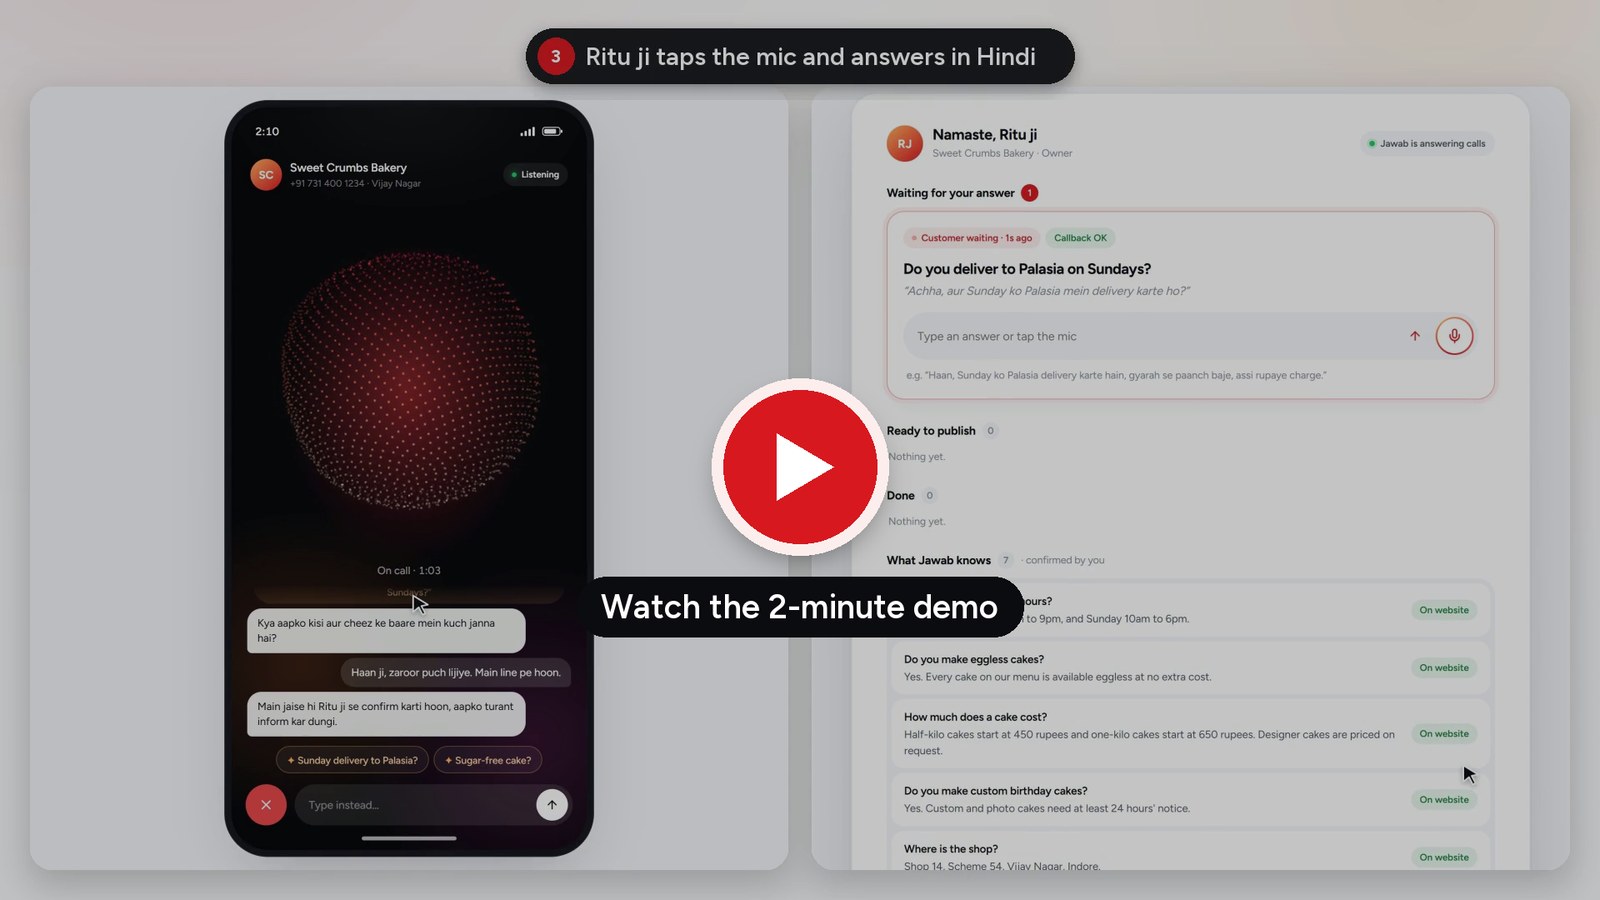 3 Ritu ji taps the mic and answers in Hindi
2:10
SC Sweet Crumbs Bakery
+91 731 400 1234 · Vijay Nagar
Listening
On call · 1:03
Sundays?"
Kya aapko kisi aur cheez ke baare mein kuch janna
hai?
Haan ji, zaroor puch lijiye. Main line pe hoon.
Main jaise hi Ritu ji se confirm karti hoon, aapko turant
inform kar dungi.
Sunday delivery to Palasia?
Sugar-free cake?
Type instead...
RJ Namaste, Ritu ji
Sweet Crumbs Bakery · Owner
Jawab is answering calls
Waiting for your answer 1
Customer waiting · 1s ago
Callback OK
Do you deliver to Palasia on Sundays?
“Achha, aur Sunday ko Palasia mein delivery karte ho?”
Type an answer or tap the mic
e.g. “Haan, Sunday ko Palasia delivery karte hain, gyarah se paanch baje, assi rupaye charge.”
Ready to publish 0
Nothing yet.
Done 0
Nothing yet.
What Jawab knows 7 · confirmed by you
Watch the 2-minute demo
to 9pm, and Sunday 10am to 6pm.
On website
Do you make eggless cakes?
Yes. Every cake on our menu is available eggless at no extra cost.
On website
How much does a cake cost?
Half-kilo cakes start at 450 rupees and one-kilo cakes start at 650 rupees. Designer cakes are priced on
request.
On website
Do you make custom birthday cakes?
Yes. Custom and photo cakes need at least 24 hours' notice.
On website
Where is the shop?
Shop 14, Scheme 54, Vijay Nagar, Indore.
On website